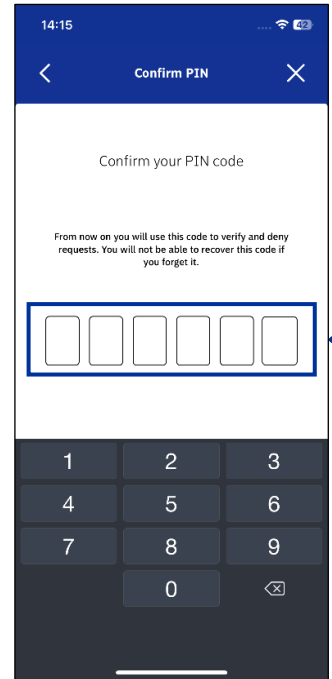 14:15 .... 42
Confirm PIN
Confirm your PIN code
From now on you will use this code to verify and deny
requests. You will not be able to recover this code if
you forget it.
1 2 3
4 5 6
7 8 9
0